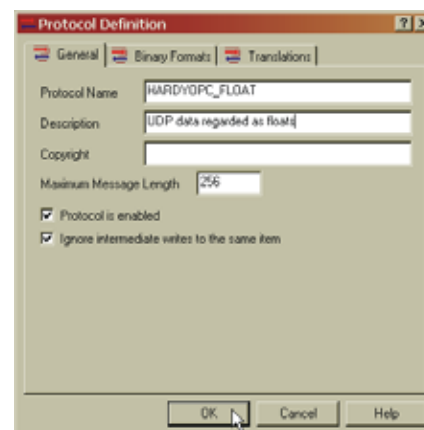 Protocol Definition
General Binary Formats Translations
Protocol Name HARDYOPC_FLOAT
Description UDP data regarded as floats
Copyright
Maximum Message Length 256
Protocol is enabled
Ignore intermediate writes to the same item
OK Cancel Help